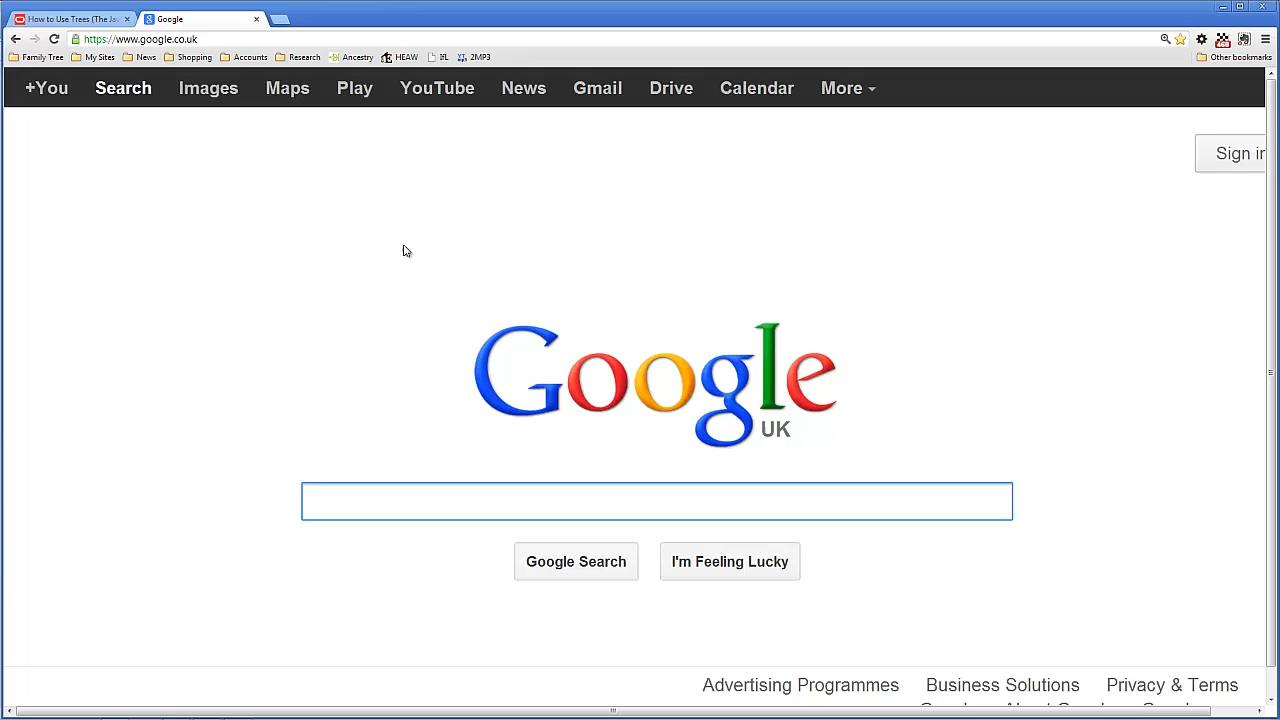 How to Use Trees (The Ja
Google
https://www.google.co.uk
Family Tree My Sites News Shopping Accounts Research Ancestry HEAW IfL 2MP3 Other bookmarks
+You Search Images Maps Play YouTube News Gmail Drive Calendar More
Sign in
Google
UK
Google Search I'm Feeling Lucky
Advertising Programmes Business Solutions Privacy & Terms